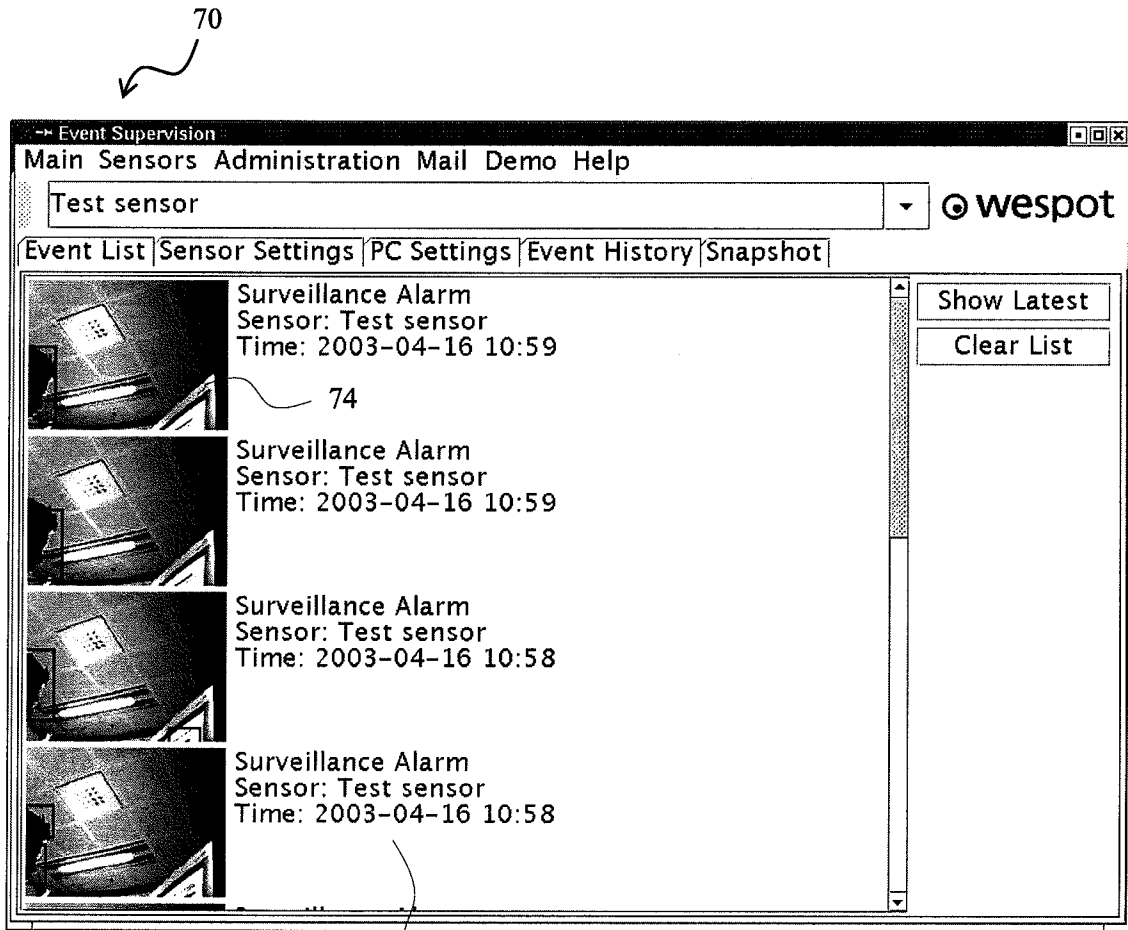 70
Event Supervision
Main Sensors Administration Mail Demo Help
Test sensor
wespot
Event List Sensor Settings PC Settings Event History Snapshot
Surveillance Alarm
Sensor: Test sensor
Time: 2003-04-16 10:59
Show Latest
Clear List
74
Surveillance Alarm
Sensor: Test sensor
Time: 2003-04-16 10:59
Surveillance Alarm
Sensor: Test sensor
Time: 2003-04-16 10:58
Surveillance Alarm
Sensor: Test sensor
Time: 2003-04-16 10:58